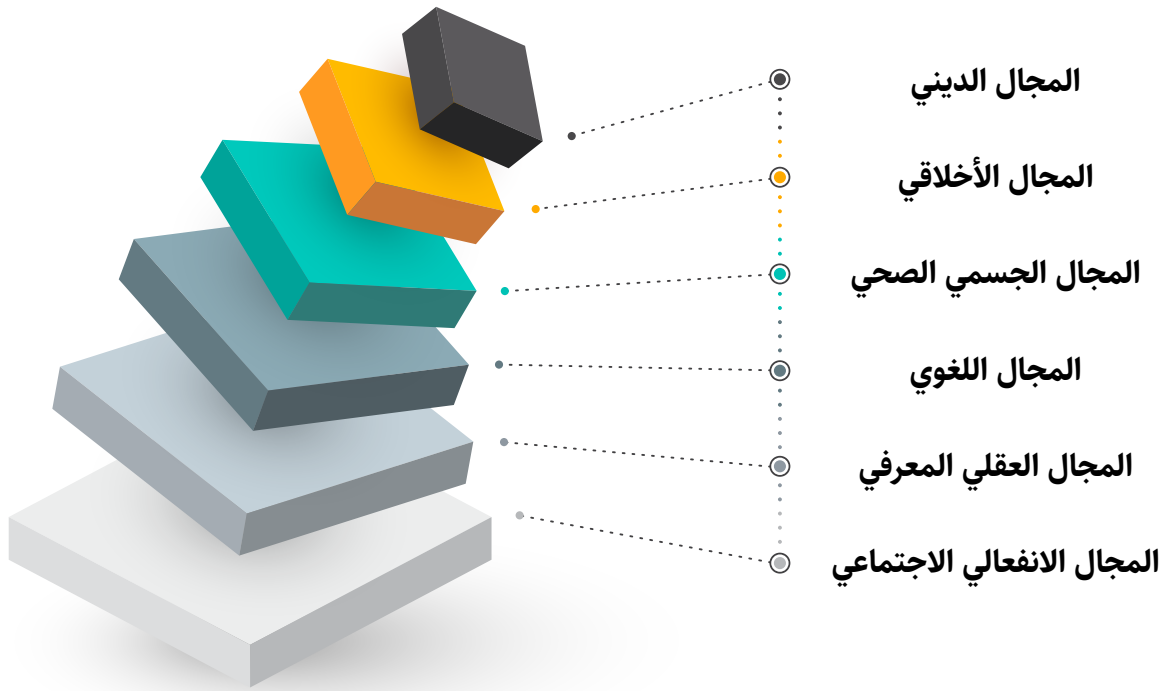 المجال الديني
المجال الأخلاقي
المجال الجسمي الصحي
المجال اللغوي
المجال العقلي المعرفي
المجال الانفعالي الاجتماعي